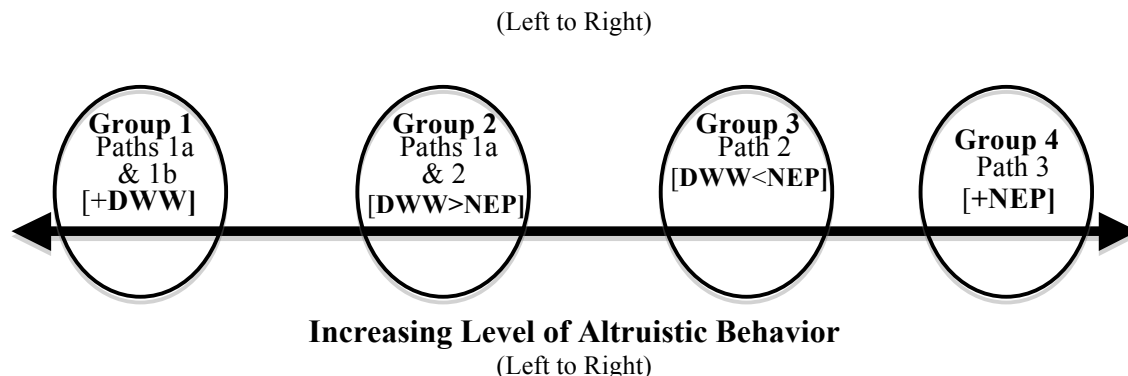 (Left to Right)
Group 1
Paths 1a
& 1b
[+DWW]
Group 2
Paths 1a
& 2
[DWW>NEP]
Group 3
Path 2
[DWW<NEP]
Group 4
Path 3
[+NEP]
Increasing Level of Altruistic Behavior
(Left to Right)